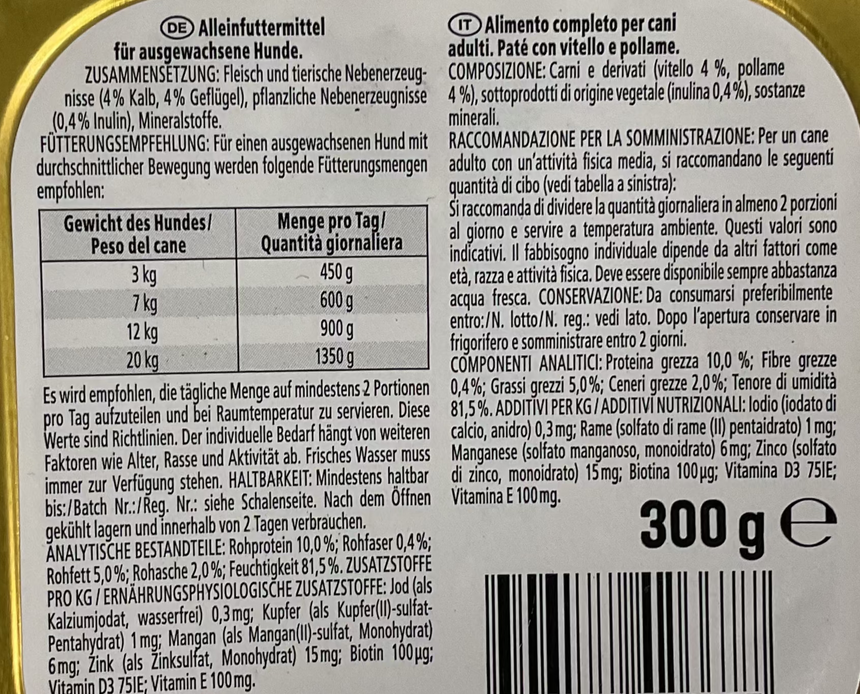 DE Alleinfuttermittel
für ausgewachsene Hunde.
ZUSAMMENSETZUNG: Fleisch und tierische Nebenerzeug-
nisse (4% Kalb, 4% Geflügel), pflanzliche Nebenerzeugnisse
(0,4% Inulin), Mineralstoffe.
FÜTTERUNGSEMPFEHLUNG: Für einen ausgewachsenen Hund mit
durchschnittlicher Bewegung werden folgende Fütterungsmengen
empfohlen:
Gewicht des Hundes/ Menge pro Tag/
Peso del cane Quantità giornaliera
3 kg 450 g
7 kg 600 g
12 kg 900 g
20 kg 1350 g
Es wird empfohlen, die tägliche Menge auf mindestens 2 Portionen
pro Tag aufzuteilen und bei Raumtemperatur zu servieren. Diese
Werte sind Richtlinien. Der individuelle Bedarf hängt von weiteren
Faktoren wie Alter, Rasse und Aktivität ab. Frisches Wasser muss
immer zur Verfügung stehen. HALTBARKEIT: Mindestens haltbar
bis:/Batch Nr.:/Reg. Nr.: siehe Schalenseite. Nach dem Öffnen
gekühlt lagern und innerhalb von 2 Tagen verbrauchen.
ANALYTISCHE BESTANDTEILE: Rohprotein 10,0%; Rohfaser 0,4%;
Rohfett 5,0%; Rohasche 2,0%; Feuchtigkeit 81,5%. ZUSATZSTOFFE
PRO KG / ERNÄHRUNGSPHYSIOLOGISCHE ZUSATZSTOFFE: Jod (als
Kalziumjodat, wasserfrei) 0,3mg; Kupfer (als Kupfer(II)-sulfat-
Pentahydrat) 1 mg; Mangan (als Mangan(II)-sulfat, Monohydrat)
6mg; Zink (als Zinksulfat, Monohydrat) 15mg; Biotin 100µg;
Vitamin D3 75IE; Vitamin E 100mg.
IT Alimento completo per cani
adulti. Paté con vitello e pollame.
COMPOSIZIONE: Carni e derivati (vitello 4 %, pollame
4 %), sottoprodotti di origine vegetale (inulina 0,4%), sostanze
minerali.
RACCOMANDAZIONE PER LA SOMMINISTRAZIONE: Per un cane
adulto con un'attività fisica media, si raccomandano le seguenti
quantità di cibo (vedi tabella a sinistra):
Si raccomanda di dividere la quantità giornaliera in almeno 2 porzioni
al giorno e servire a temperatura ambiente. Questi valori sono
indicativi. Il fabbisogno individuale dipende da altri fattori come
età, razza e attività fisica. Deve essere disponibile sempre abbastanza
acqua fresca. CONSERVAZIONE: Da consumarsi preferibilmente
entro:/N. lotto/N. reg.: vedi lato. Dopo l'apertura conservare in
frigorifero e somministrare entro 2 giorni.
COMPONENTI ANALITICI: Proteina grezza 10,0 %; Fibre grezze
0,4%; Grassi grezzi 5,0%; Ceneri grezze 2,0%; Tenore di umidità
81,5%. ADDITIVI PER KG / ADDITIVI NUTRIZIONALI: Iodio (iodato di
calcio, anidro) 0,3mg; Rame (solfato di rame (II) pentaidrato) 1 mg;
Manganese (solfato manganoso, monoidrato) 6mg; Zinco (solfato
di zinco, monoidrato) 15mg; Biotina 100µg; Vitamina D3 75IE;
Vitamina E 100mg.
300 g e